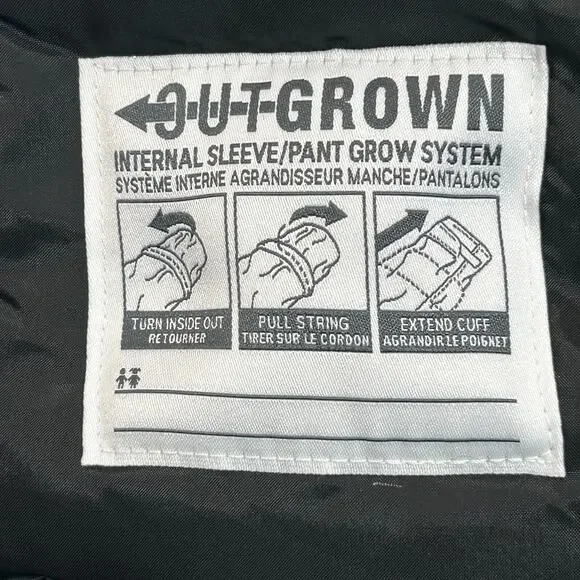 OUTGROWN
INTERNAL SLEEVE/PANT GROW SYSTEM
SYSTÈME INTERNE AGRANDISSEUR MANCHE/PANTALONS
TURN INSIDE OUT
RETOURNER
PULL STRING
TIRER SUR LE CORDON
EXTEND CUFF
AGRANDIR LE POIGNET